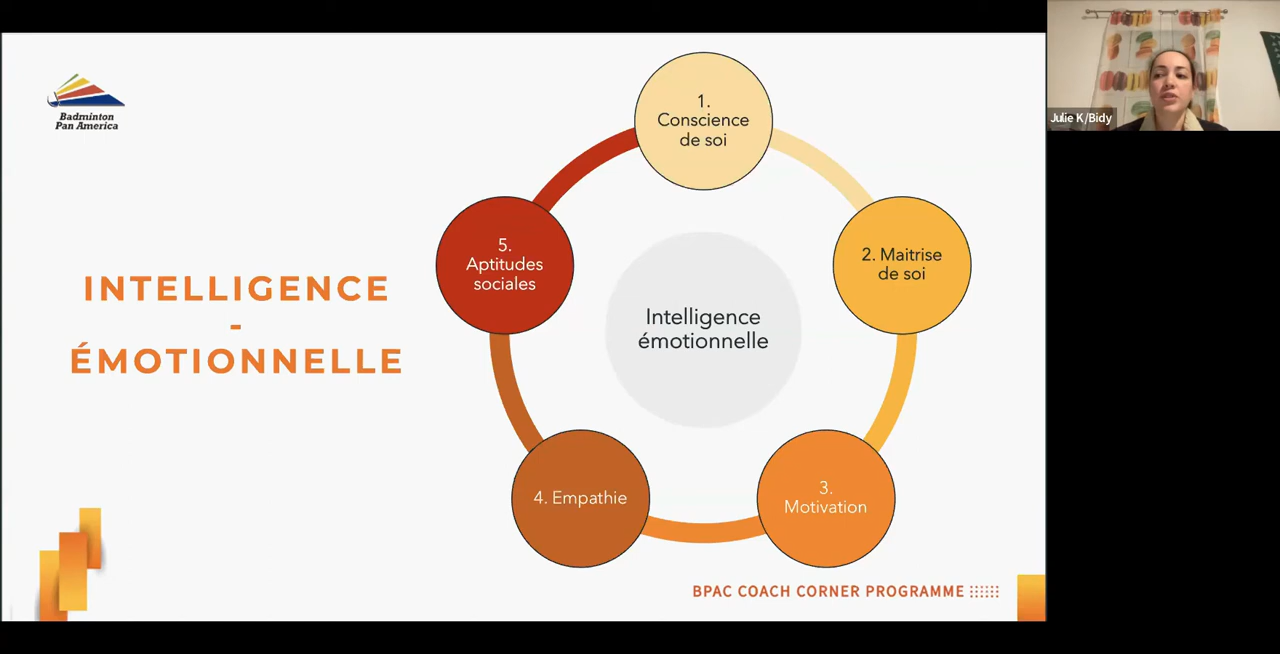 Badminton
Pan America
INTELLIGENCE
-
ÉMOTIONNELLE
1.
Conscience
de soi
2. Maitrise
de soi
3.
Motivation
4. Empathie
5.
Aptitudes
sociales
Intelligence
émotionnelle
BPAC COACH CORNER PROGRAMME
Julie K/Bidy